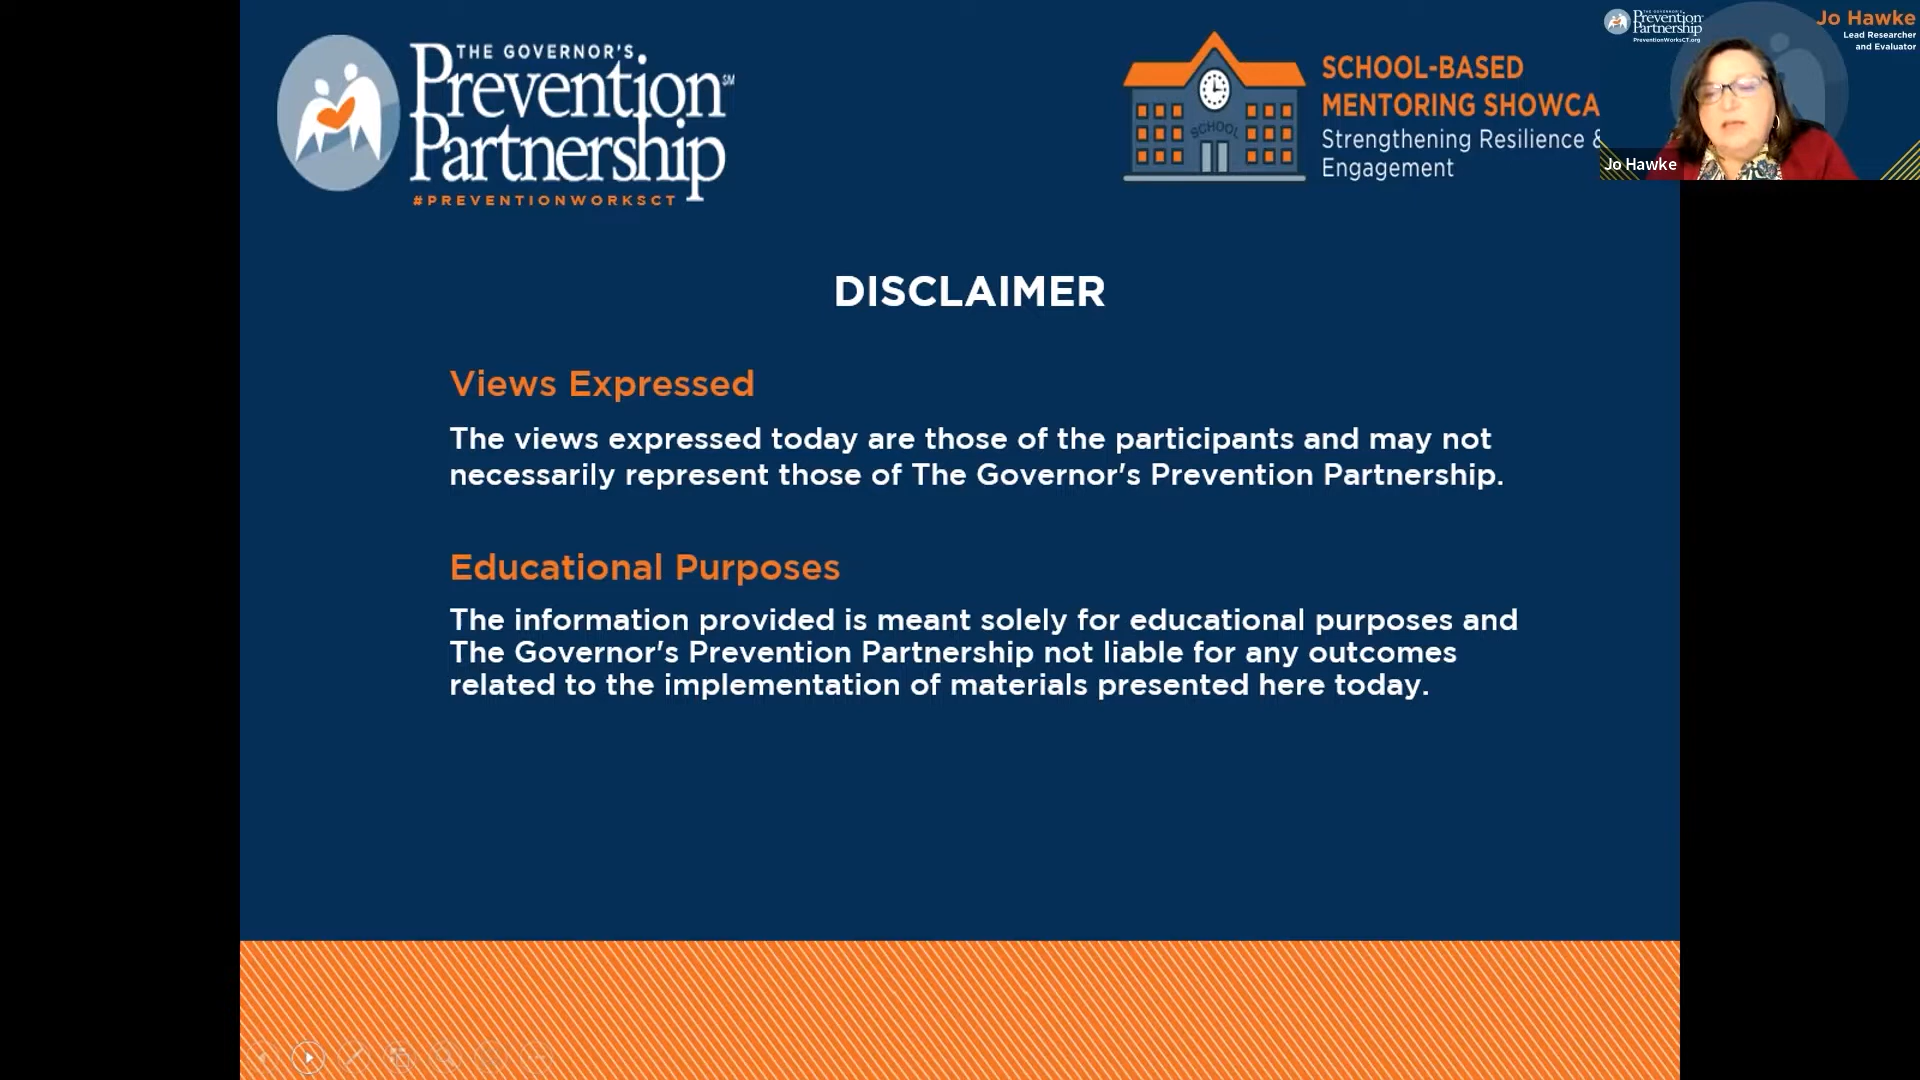 THE GOVERNOR'S
Prevention SM
Partnership
#PREVENTIONWORKSCT
SCHOOL
SCHOOL-BASED
MENTORING SHOWCA
Strengthening Resilience &
Engagement
THE GOVERNOR'S
Prevention
Partnership
PreventionWorksCT.org
Jo Hawke
Lead Researcher
and Evaluator
Jo Hawke
DISCLAIMER
Views Expressed
The views expressed today are those of the participants and may not
necessarily represent those of The Governor's Prevention Partnership.
Educational Purposes
The information provided is meant solely for educational purposes and
The Governor's Prevention Partnership not liable for any outcomes
related to the implementation of materials presented here today.